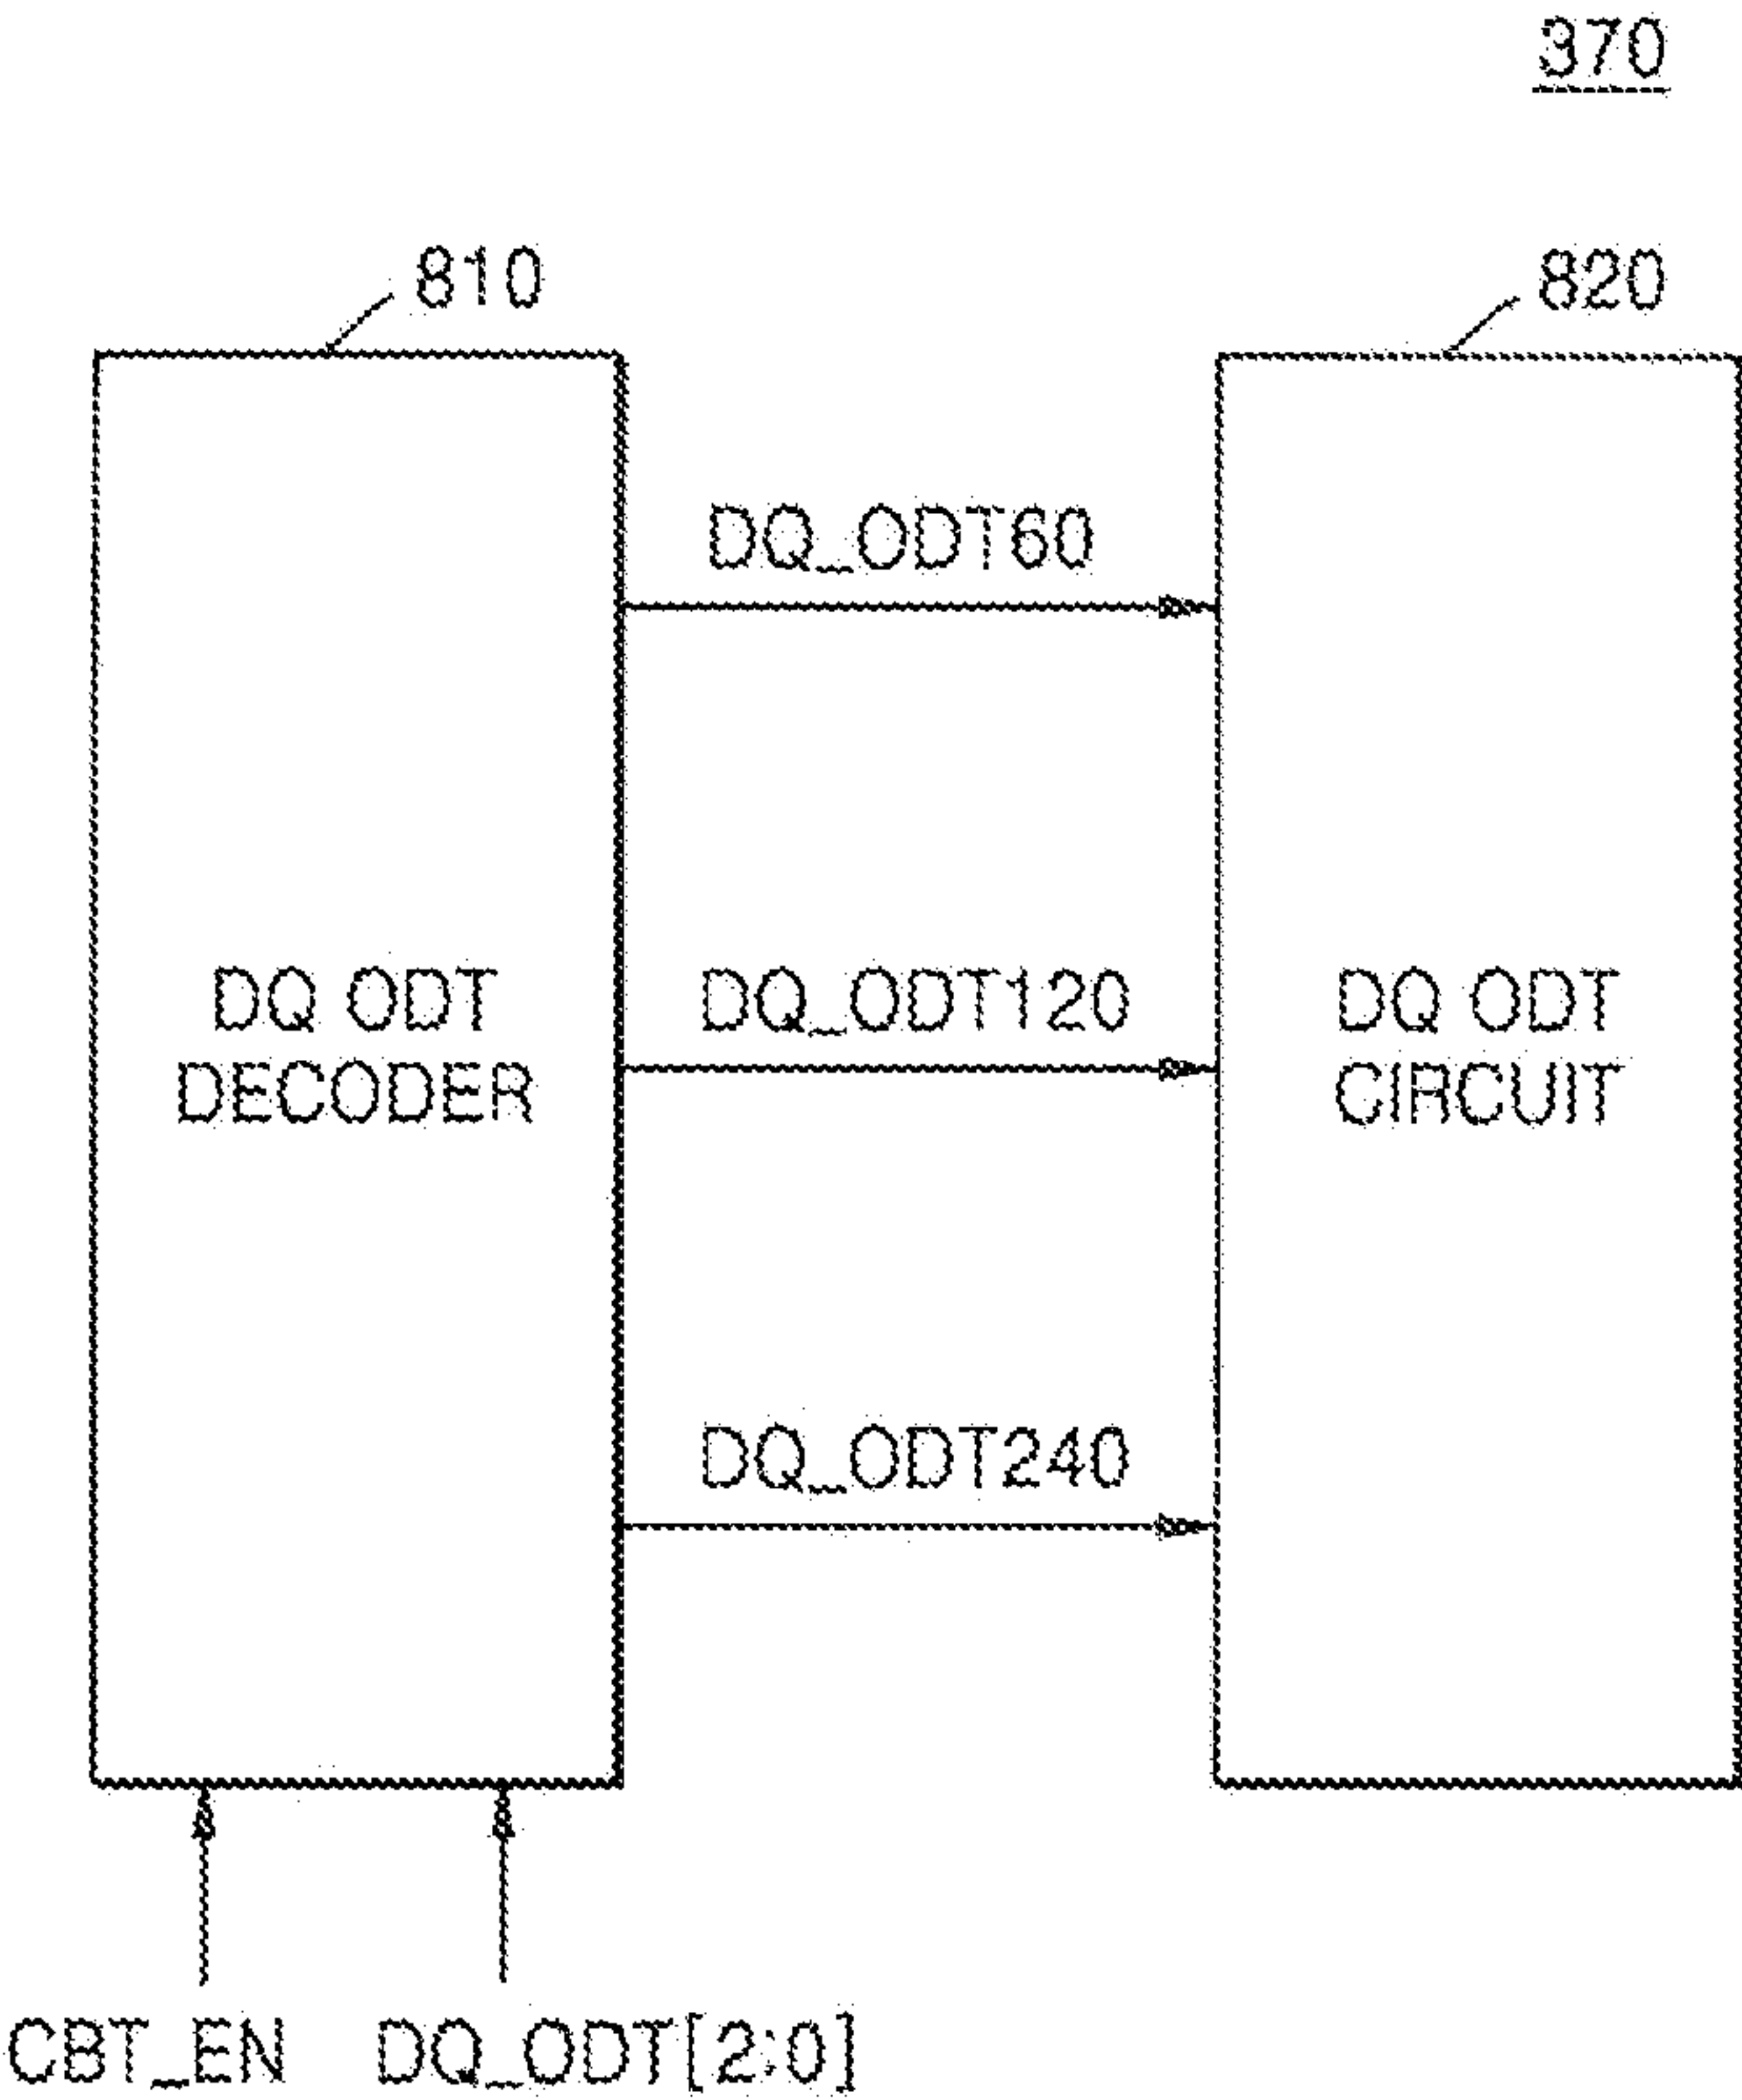 370
810
820
DQ_ODT60
DQ ODT
DECODER
DQ_ODT120
DQ ODT
CIRCUIT
DQ_ODT240
CBT_EN
DQ_ODT[2:0]